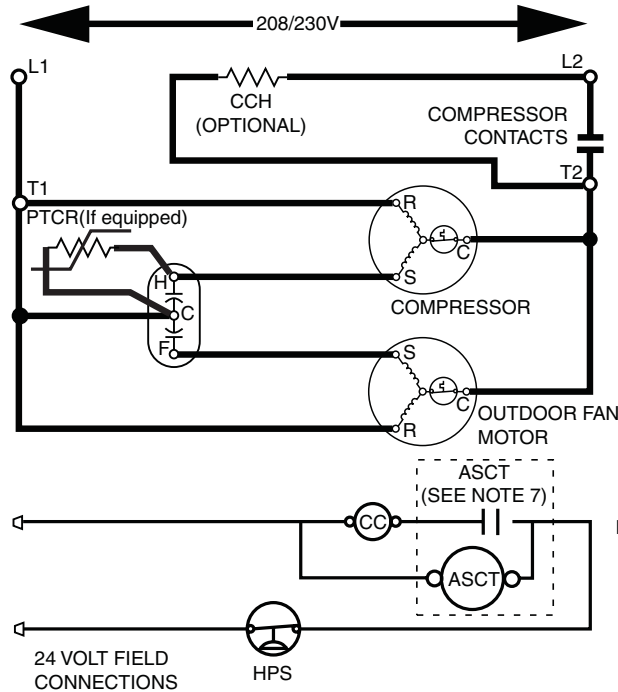 208/230V
L1
L2
CCH
(OPTIONAL)
COMPRESSOR
CONTACTS
T1
T2
PTCR(If equipped)
R
H
C
S
COMPRESSOR
C
F
S
C
R
OUTDOOR FAN
MOTOR
ASCT
(SEE NOTE 7)
CC
ASCT
24 VOLT FIELD
CONNECTIONS
HPS